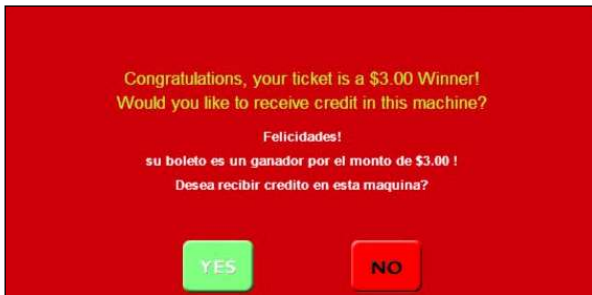 Congratulations, your ticket is a $3.00 Winner!
Would you like to receive credit in this machine?
Felicidades!
su boleto es un ganador por el monto de $3.00 !
Desea recibir credito en esta maquina?
YES
NO